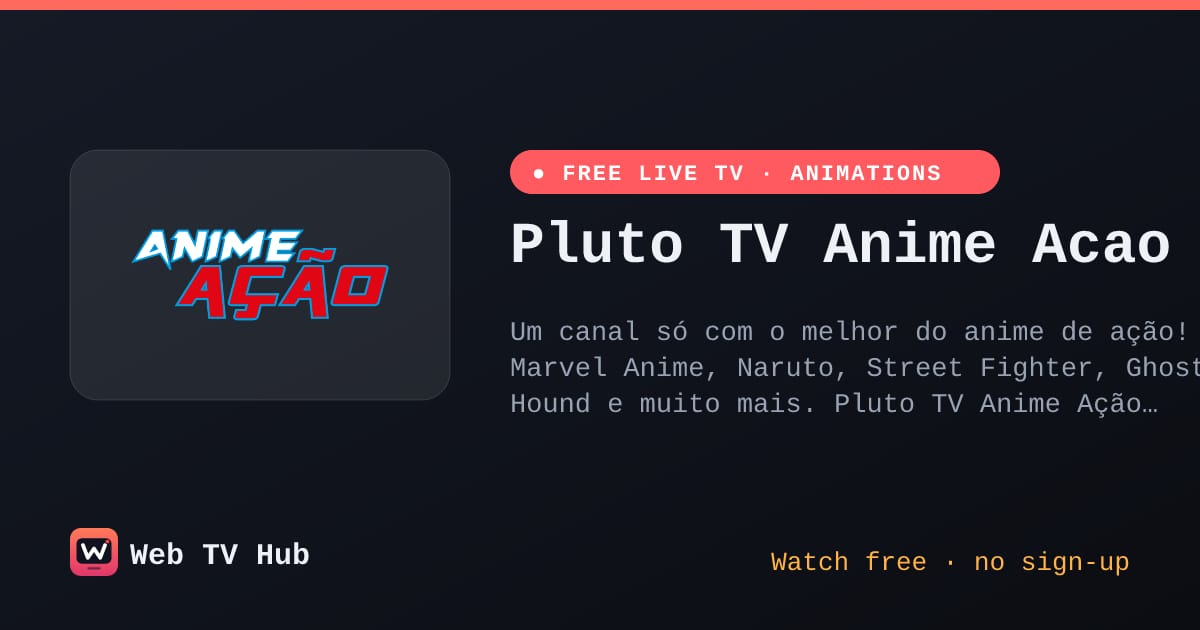 ANIME
AÇÃO
• FREE LIVE TV · ANIMATIONS
Pluto TV Anime Acao
Um canal só com o melhor do anime de ação!
Marvel Anime, Naruto, Street Fighter, Ghost
Hound e muito mais. Pluto TV Anime Ação…
W
Web TV Hub
Watch free · no sign-up